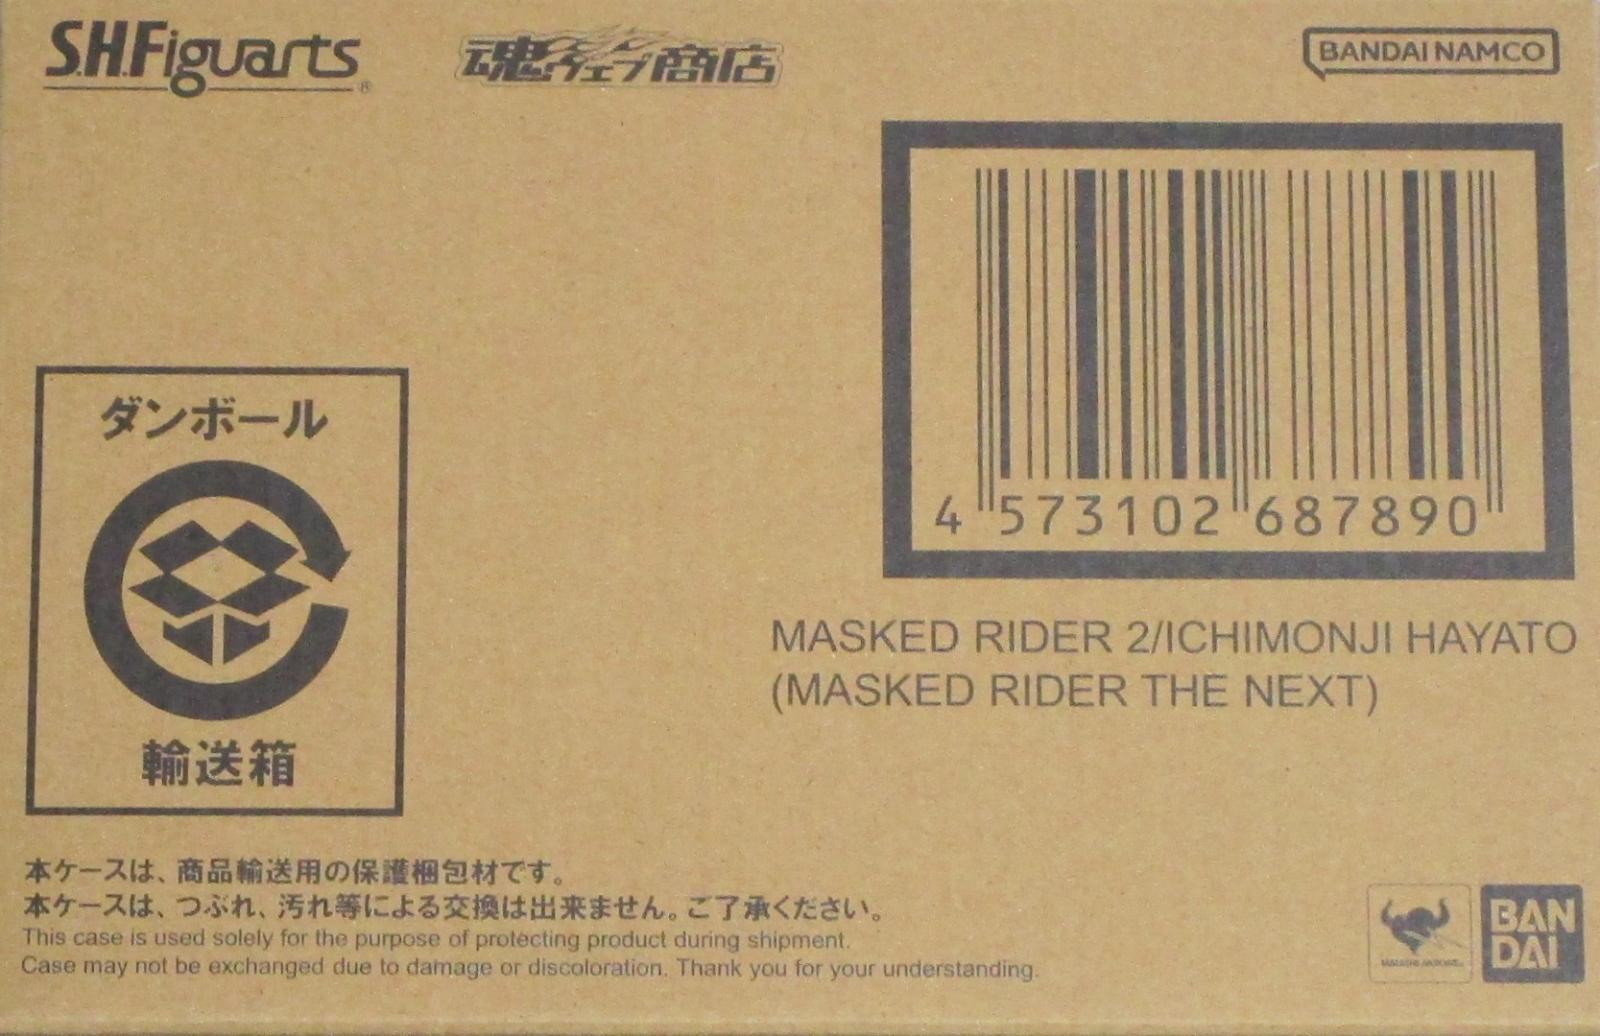 S.H.Figuarts®
魂ウェブ商店
BANDAI NAMCO
4 573102 687890
MASKED RIDER 2/ICHIMONJI HAYATO
(MASKED RIDER THE NEXT)
ダンボール
輸送箱
本ケースは、商品輸送用の保護梱包材です。
本ケースは、つぶれ、汚れ等による交換は出来ません。ご了承ください。
This case is used solely for the purpose of protecting product during shipment.
Case may not be exchanged due to damage or discoloration. Thank you for your understanding.
BAN
DAI